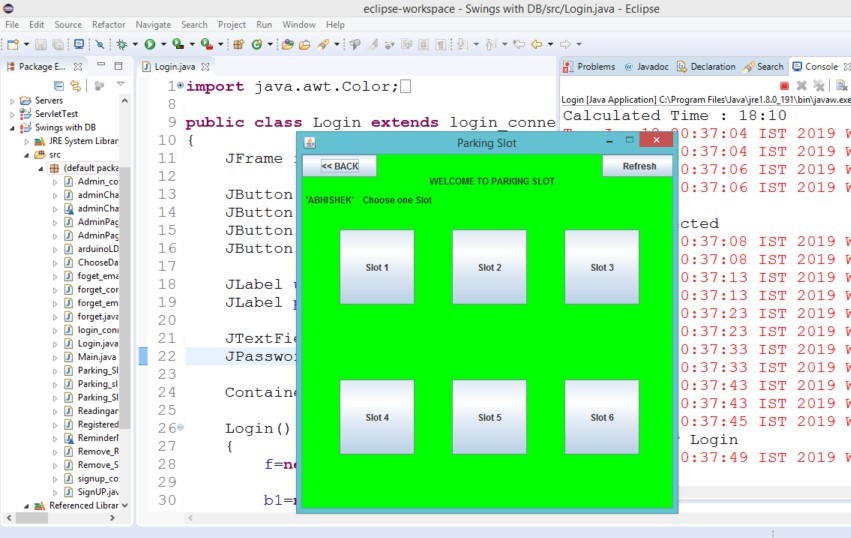 eclipse-workspace - Swings with DB/src/Login.java - Eclipse
File Edit Source Refactor Navigate Search Project Run Window Help
Package E...
Servers
ServletTest
Swings with DB
JRE System Librar
src
(default packa
Admin_co
adminCha
adminCha
AdminPag
AdminPag
arduinoLD
ChooseDa
foget_ema
forget_cor
forget_em
forget.java
login_coni
Login.java
Main.java
Parking_Sl
Parking_sl
Parking_Sl
Readingar
Registered
Remove_R
Remove_S
signup_co
SignUP.jav
Referenced Librar
Login.java
1 import java.awt.Color;
8
9 public class Login extends login_conne
10 {
11 JFrame
12
13 JButton
14 JButton
15 JButton
16 JButton
17
18 JLabel
19 JLabel
20
21 JTextFie
22 JPasswor
23
24 Containe
25
26 Login()
27 {
28 f=ne
29
30 b1=n
Parking Slot
<< BACK
Refresh
WELCOME TO PARKING SLOT
'ABHISHEK' Choose one Slot
Slot 1 Slot 2 Slot 3
Slot 4 Slot 5 Slot 6
Problems @ Javadoc Declaration Search Console
Login [Java Application] C:\Program Files\Java\jre1.8.0_191\bin\javaw.exe
Calculated Time : 18:10
0:37:04 IST 2019 W
0:37:04 IST 2019 W
0:37:06 IST 2019 W
0:37:06 IST 2019 W
cted
0:37:08 IST 2019 W
0:37:08 IST 2019 W
0:37:13 IST 2019 W
0:37:13 IST 2019 W
0:37:23 IST 2019 W
0:37:27 IST 2019 W
0:37:33 IST 2019 W
0:37:33 IST 2019 W
0:37:43 IST 2019 W
0:37:43 IST 2019 W
0:37:45 IST 2019 W
Login
0:37:49 IST 2019 W